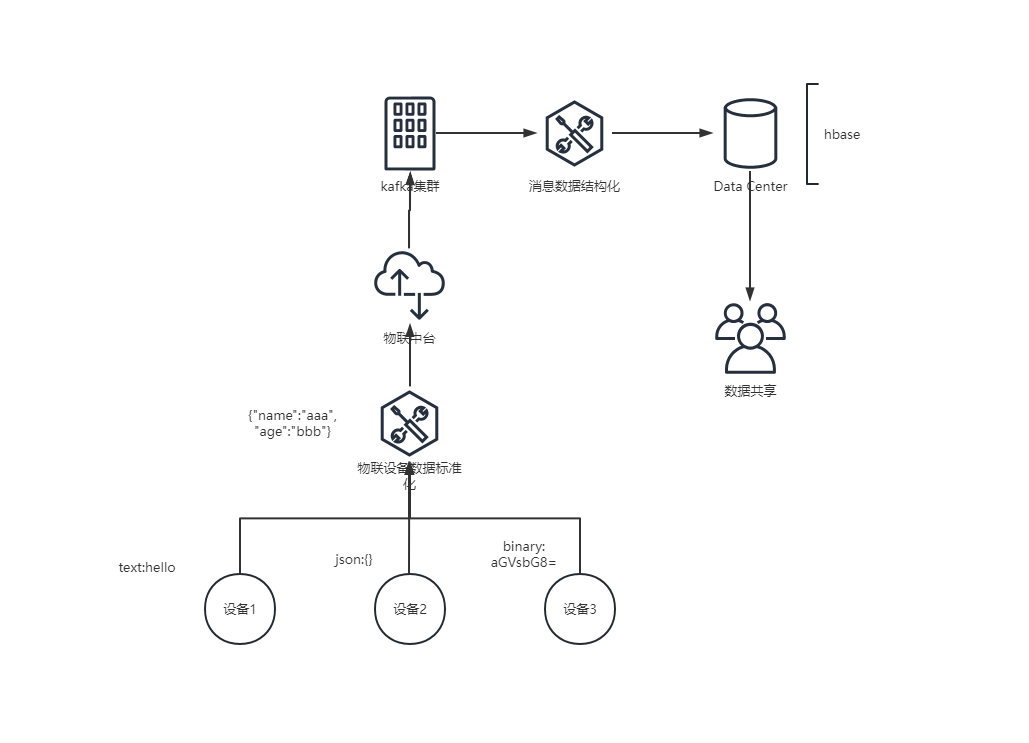 kafka集群
消息数据结构化
Data Center
hbase
物联中台
数据共享
{"name":"aaa",
"age":"bbb"}
物联设备数据标准
化
text:hello
json:{}
binary:
aGVsbG8=
设备1
设备2
设备3